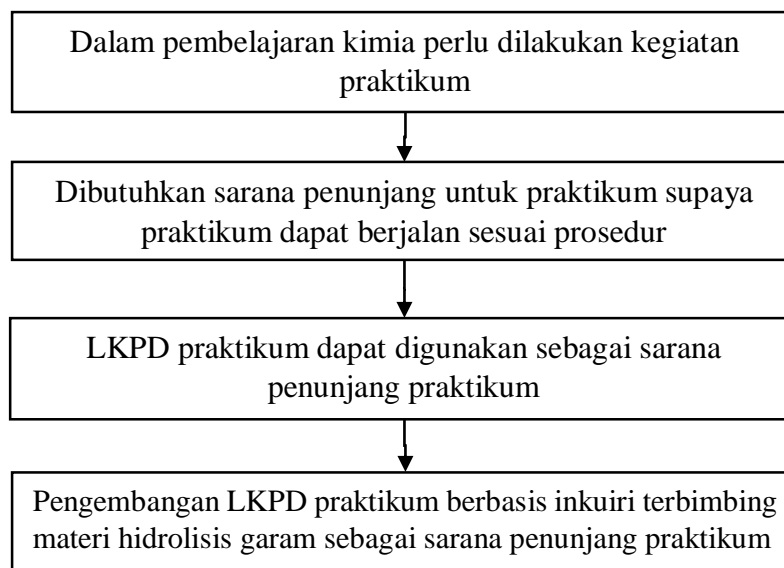 Dalam pembelajaran kimia perlu dilakukan kegiatan
praktikum
Dibutuhkan sarana penunjang untuk praktikum supaya
praktikum dapat berjalan sesuai prosedur
LKPD praktikum dapat digunakan sebagai sarana
penunjang praktikum
Pengembangan LKPD praktikum berbasis inkuiri terbimbing
materi hidrolisis garam sebagai sarana penunjang praktikum